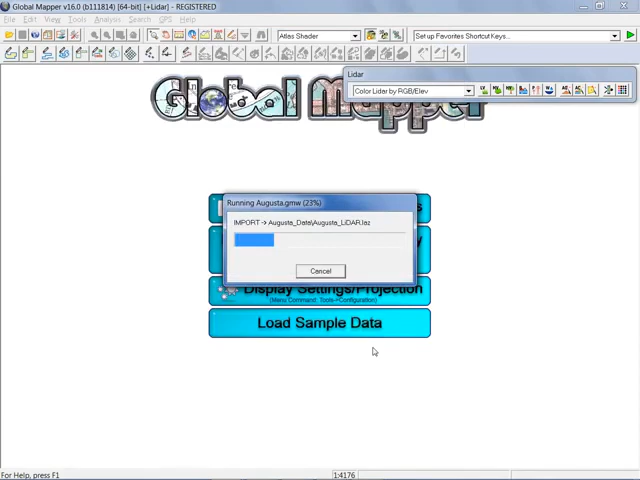 Global Mapper v16.0 (b111814) [64-bit] [+Lidar] - REGISTERED
File Edit View Tools Analysis Search GPS Help
Atlas Shader
Set up Favorites Shortcut Keys...
Lidar
Color Lidar by RGB/Elev
Global Mapper
Running Augusta.gmw (23%)
IMPORT -> Augusta_Data\Augusta_LiDAR.laz
Cancel
Display Settings/Projection
(Menu Command: Tools->Configuration)
Load Sample Data
For Help, press F1
1:4176